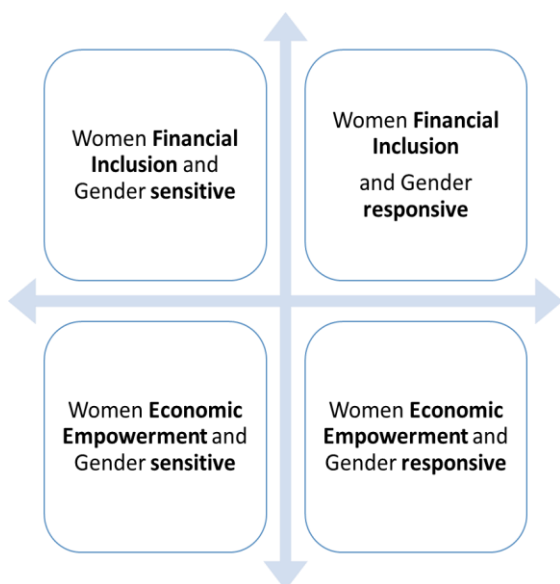 Women Financial
Inclusion and
Gender sensitive
Women Financial
Inclusion
and Gender
responsive
Women Economic
Empowerment and
Gender sensitive
Women Economic
Empowerment and
Gender responsive